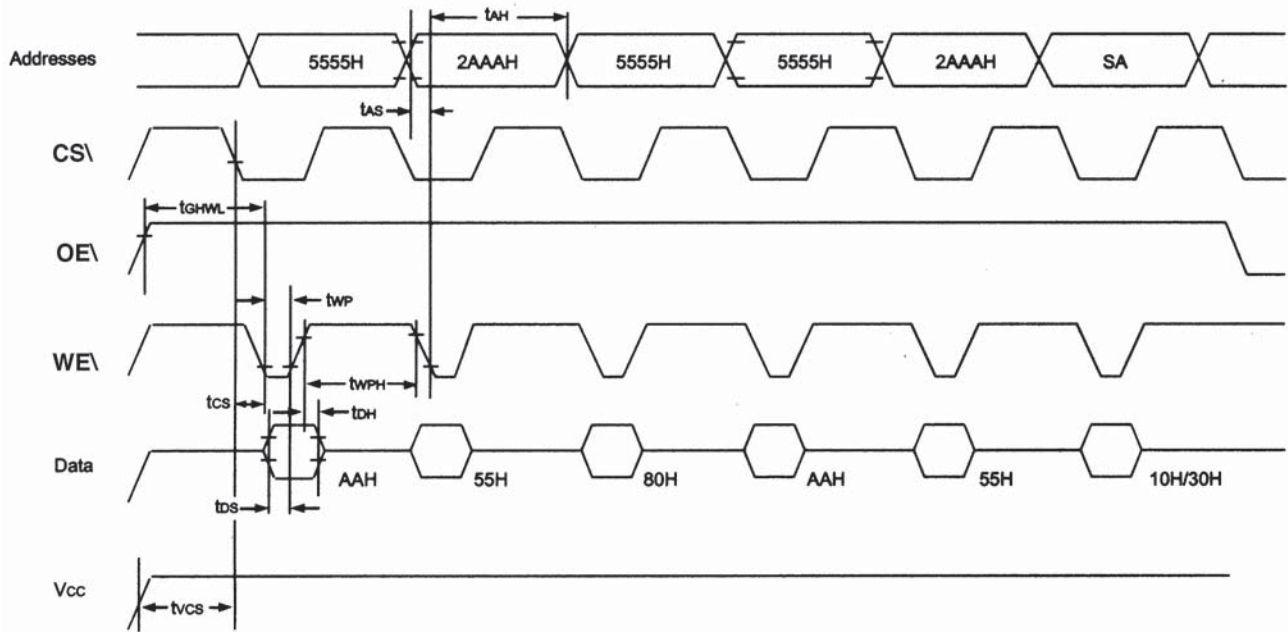 tAH
Addresses 5555H 2AAAH 5555H 5555H 2AAAH SA
tAS
CS\
tGHWL
OE\
tWP
WE\
tWPH
tCS
tDH
Data AAH 55H 80H AAH 55H 10H/30H
tDS
Vcc
tVCS